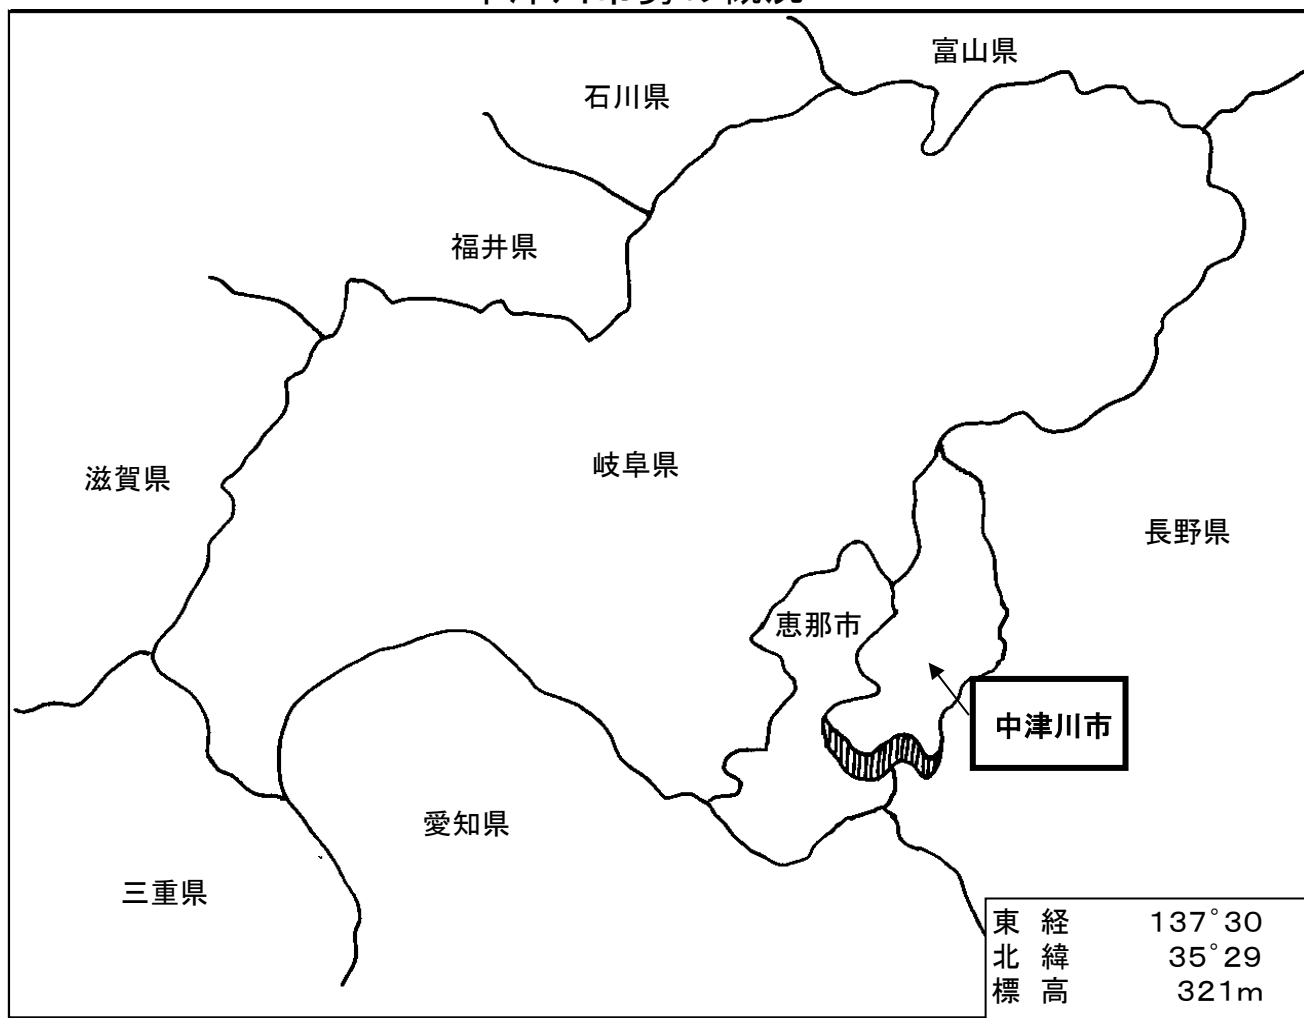 富山県
石川県
福井県
滋賀県
岐阜県
長野県
恵那市
中津川市
愛知県
三重県
東 経 137°30
北 緯 35°29
標 高 321m